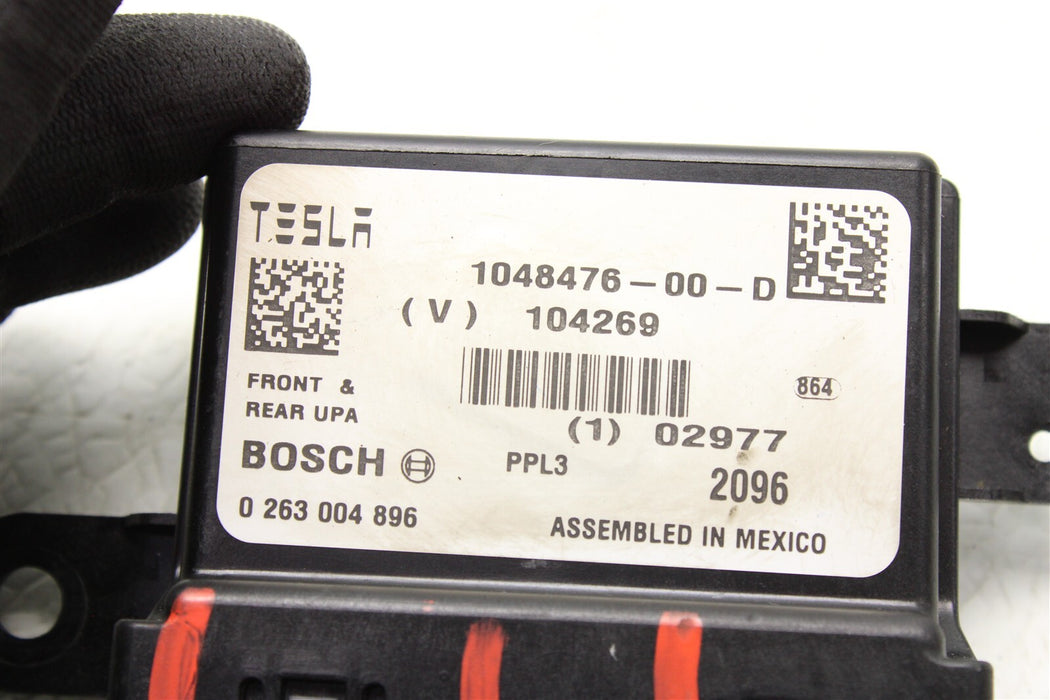 TESLA
1048476-00-D
(V) 104269
FRONT &
REAR UPA
864
(1) 02977
BOSCH
PPL3
2096
0 263 004 896
ASSEMBLED IN MEXICO